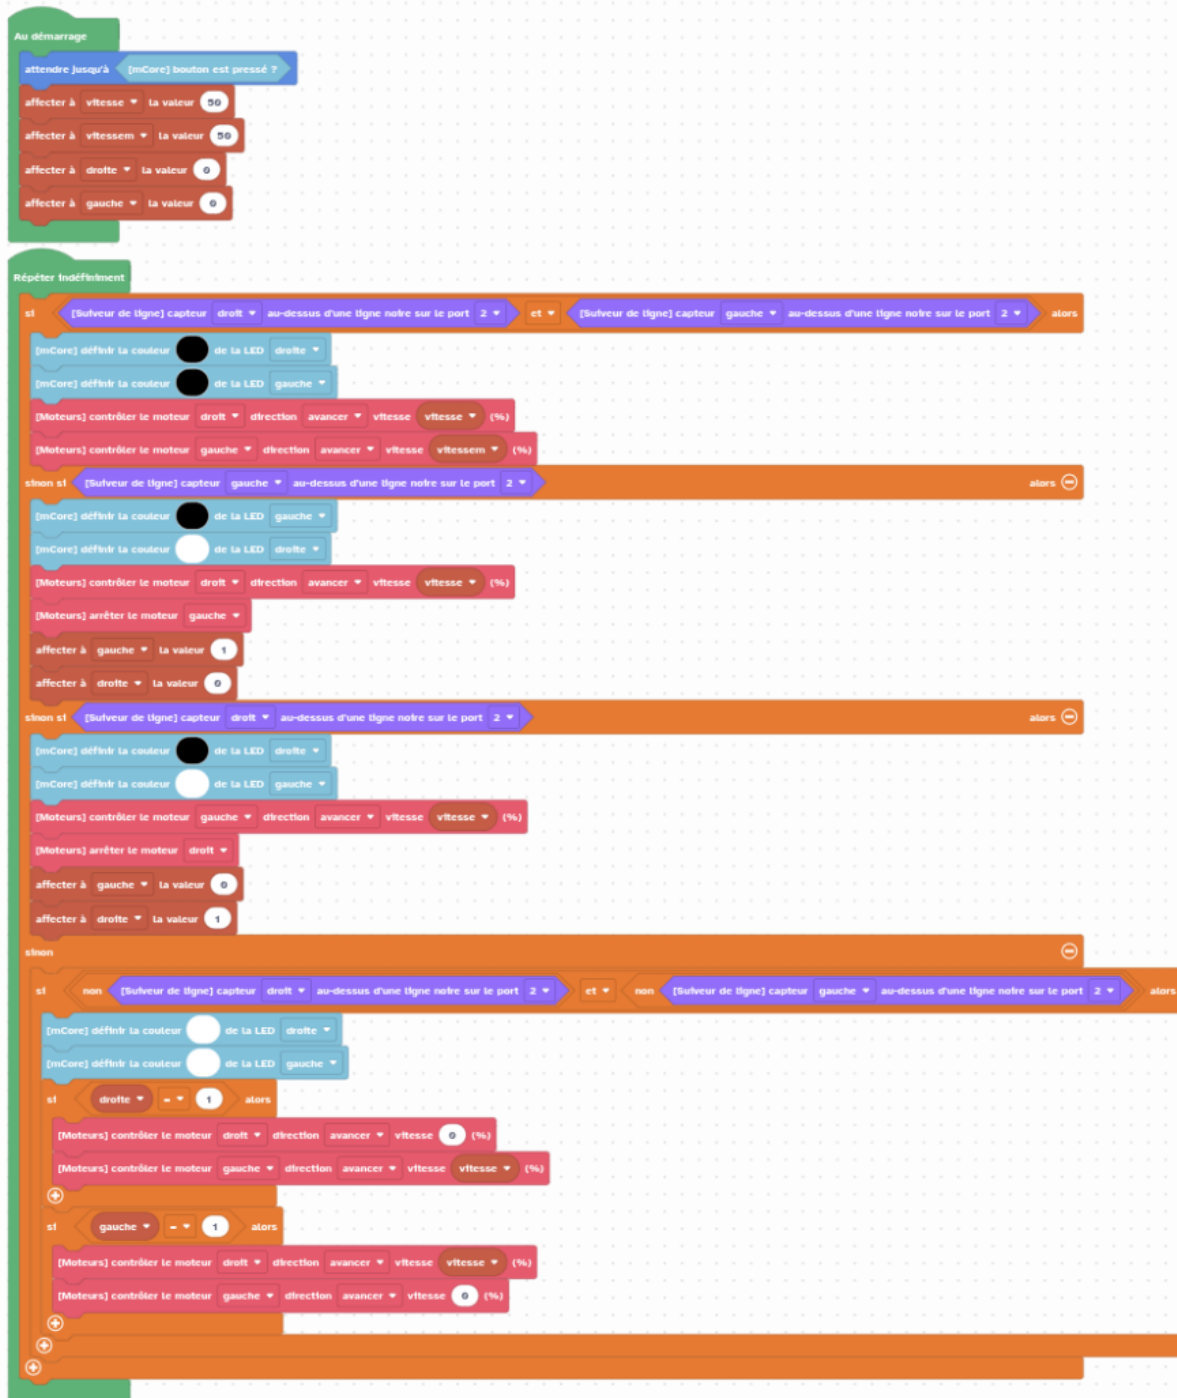 Au démarrage
attendre jusqu'à [mCore] bouton est pressé ?
affecter à vitesse la valeur 50
affecter à vitessem la valeur 50
affecter à droite la valeur 0
affecter à gauche la valeur 0
Répéter indéfiniment
si [Suiveur de ligne] capteur droit au-dessus d'une ligne noire sur le port 2 et [Suiveur de ligne] capteur gauche au-dessus d'une ligne noire sur le port 2 alors
[mCore] définir la couleur de la LED droite
[mCore] définir la couleur de la LED gauche
[Moteurs] contrôler le moteur droit direction avancer vitesse vitesse (%)
[Moteurs] contrôler le moteur gauche direction avancer vitesse vitessem (%)
sinon si [Suiveur de ligne] capteur gauche au-dessus d'une ligne noire sur le port 2 alors
[mCore] définir la couleur de la LED gauche
[mCore] définir la couleur de la LED droite
[Moteurs] contrôler le moteur droit direction avancer vitesse vitesse (%)
[Moteurs] arrêter le moteur gauche
affecter à gauche la valeur 1
affecter à droite la valeur 0
sinon si [Suiveur de ligne] capteur droit au-dessus d'une ligne noire sur le port 2 alors
[mCore] définir la couleur de la LED droite
[mCore] définir la couleur de la LED gauche
[Moteurs] contrôler le moteur gauche direction avancer vitesse vitesse (%)
[Moteurs] arrêter le moteur droit
affecter à gauche la valeur 0
affecter à droite la valeur 1
sinon
si non [Suiveur de ligne] capteur droit au-dessus d'une ligne noire sur le port 2 et non [Suiveur de ligne] capteur gauche au-dessus d'une ligne noire sur le port 2 alors
[mCore] définir la couleur de la LED droite
[mCore] définir la couleur de la LED gauche
si droite = 1 alors
[Moteurs] contrôler le moteur droit direction avancer vitesse 0 (%)
[Moteurs] contrôler le moteur gauche direction avancer vitesse vitesse (%)
si gauche = 1 alors
[Moteurs] contrôler le moteur droit direction avancer vitesse vitesse (%)
[Moteurs] contrôler le moteur gauche direction avancer vitesse 0 (%)